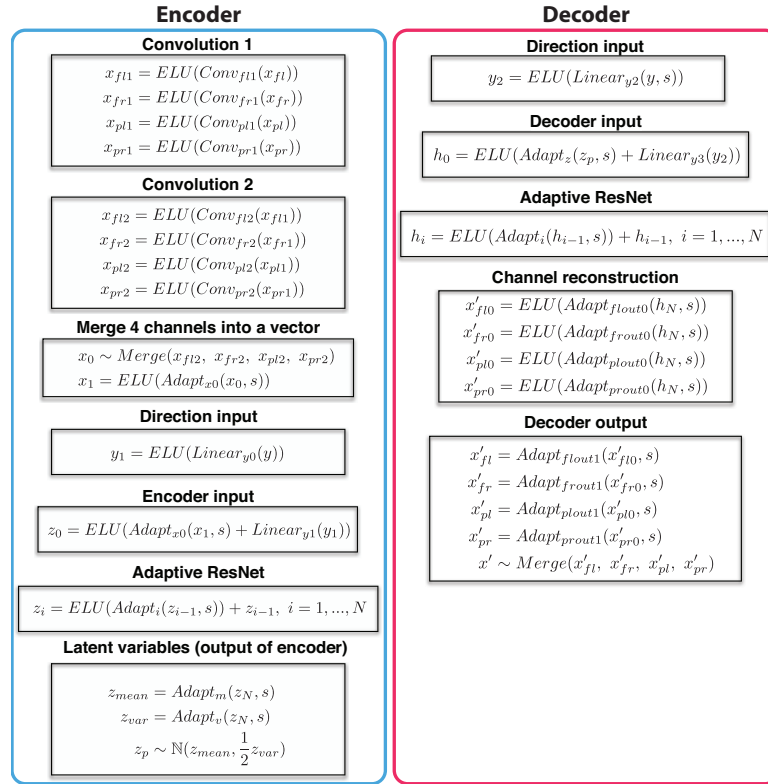 Encoder
Convolution 1
x_{fl1} = ELU(Conv_{fl1}(x_{fl}))
x_{fr1} = ELU(Conv_{fr1}(x_{fr}))
x_{pl1} = ELU(Conv_{pl1}(x_{pl}))
x_{pr1} = ELU(Conv_{pr1}(x_{pr}))
Convolution 2
x_{fl2} = ELU(Conv_{fl2}(x_{fl1}))
x_{fr2} = ELU(Conv_{fr2}(x_{fr1}))
x_{pl2} = ELU(Conv_{pl2}(x_{pl1}))
x_{pr2} = ELU(Conv_{pr2}(x_{pr1}))
Merge 4 channels into a vector
x_0 ∼ Merge(x_{fl2}, x_{fr2}, x_{pl2}, x_{pr2})
x_1 = ELU(Adapt_{x0}(x_0, s))
Direction input
y_1 = ELU(Linear_{y0}(y))
Encoder input
z_0 = ELU(Adapt_{x0}(x_1, s) + Linear_{y1}(y_1))
Adaptive ResNet
z_i = ELU(Adapt_i(z_{i-1}, s)) + z_{i-1}, i = 1, ..., N
Latent variables (output of encoder)
z_{mean} = Adapt_m(z_N, s)
z_{var} = Adapt_v(z_N, s)
z_p ∼ ℕ(z_{mean}, \frac{1}{2} z_{var})
Decoder
Direction input
y_2 = ELU(Linear_{y2}(y, s))
Decoder input
h_0 = ELU(Adapt_z(z_p, s) + Linear_{y3}(y_2))
Adaptive ResNet
h_i = ELU(Adapt_i(h_{i-1}, s)) + h_{i-1}, i = 1, ..., N
Channel reconstruction
x'_{fl0} = ELU(Adapt_{flout0}(h_N, s))
x'_{fr0} = ELU(Adapt_{frout0}(h_N, s))
x'_{pl0} = ELU(Adapt_{plout0}(h_N, s))
x'_{pr0} = ELU(Adapt_{prout0}(h_N, s))
Decoder output
x'_{fl} = Adapt_{flout1}(x'_{fl0}, s)
x'_{fr} = Adapt_{frout1}(x'_{fr0}, s)
x'_{pl} = Adapt_{plout1}(x'_{pl0}, s)
x'_{pr} = Adapt_{prout1}(x'_{pr0}, s)
x' ∼ Merge(x'_{fl}, x'_{fr}, x'_{pl}, x'_{pr})